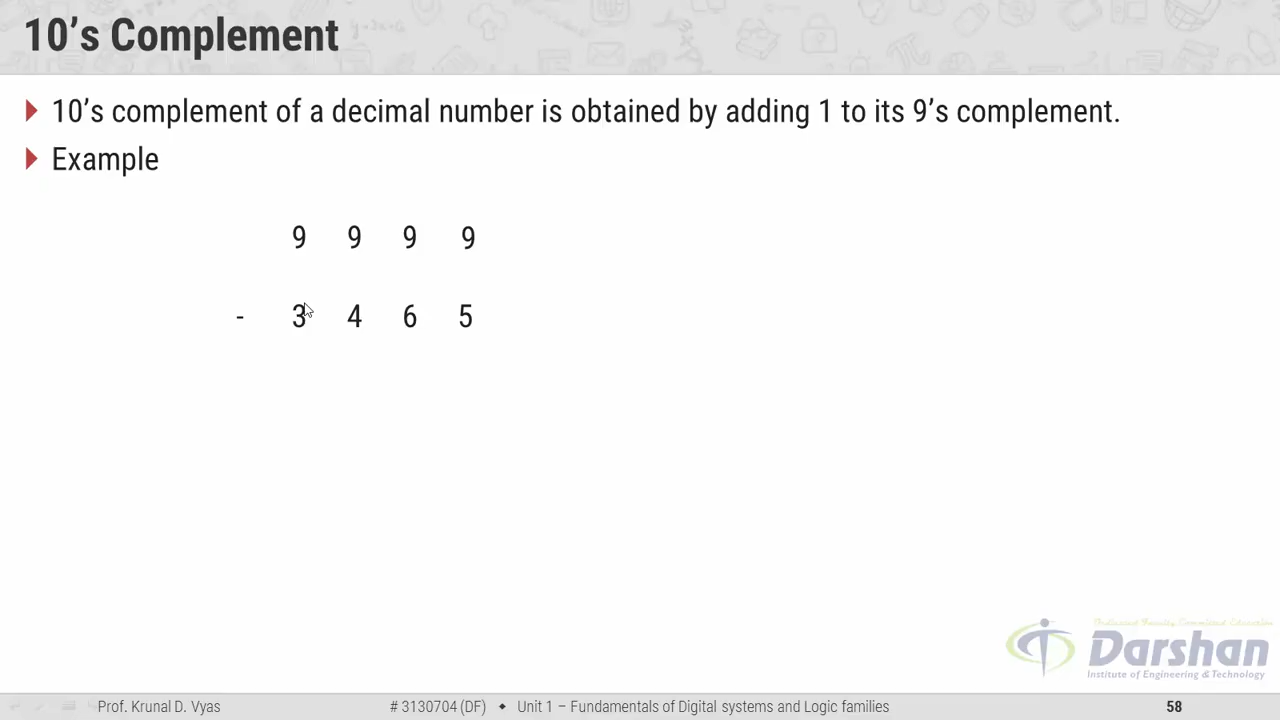 10’s Complement
10’s complement of a decimal number is obtained by adding 1 to its 9’s complement.
Example
9 9 9 9
- 3 4 6 5
Darshan
Institute of Engineering & Technology
Prof. Krunal D. Vyas
# 3130704 (DF) ◆ Unit 1 – Fundamentals of Digital systems and Logic families
58